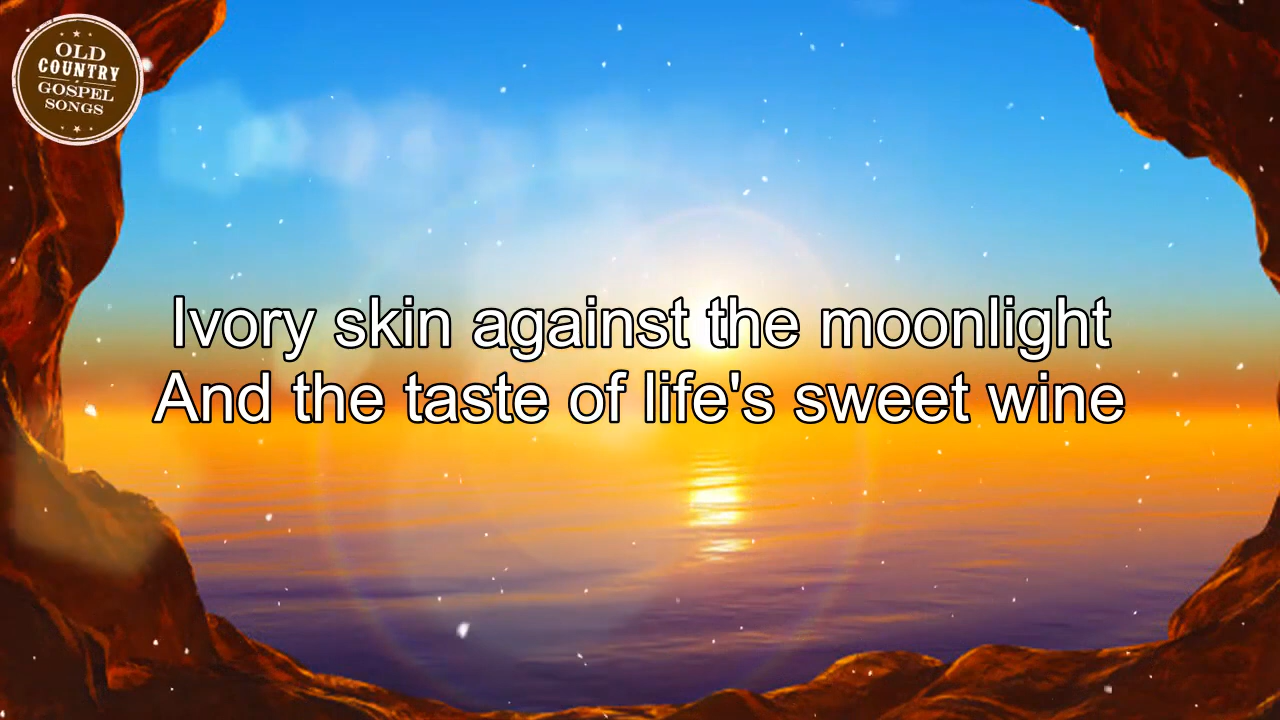 OLD
COUNTRY
GOSPEL
SONGS
Ivory skin against the moonlight
And the taste of life's sweet wine